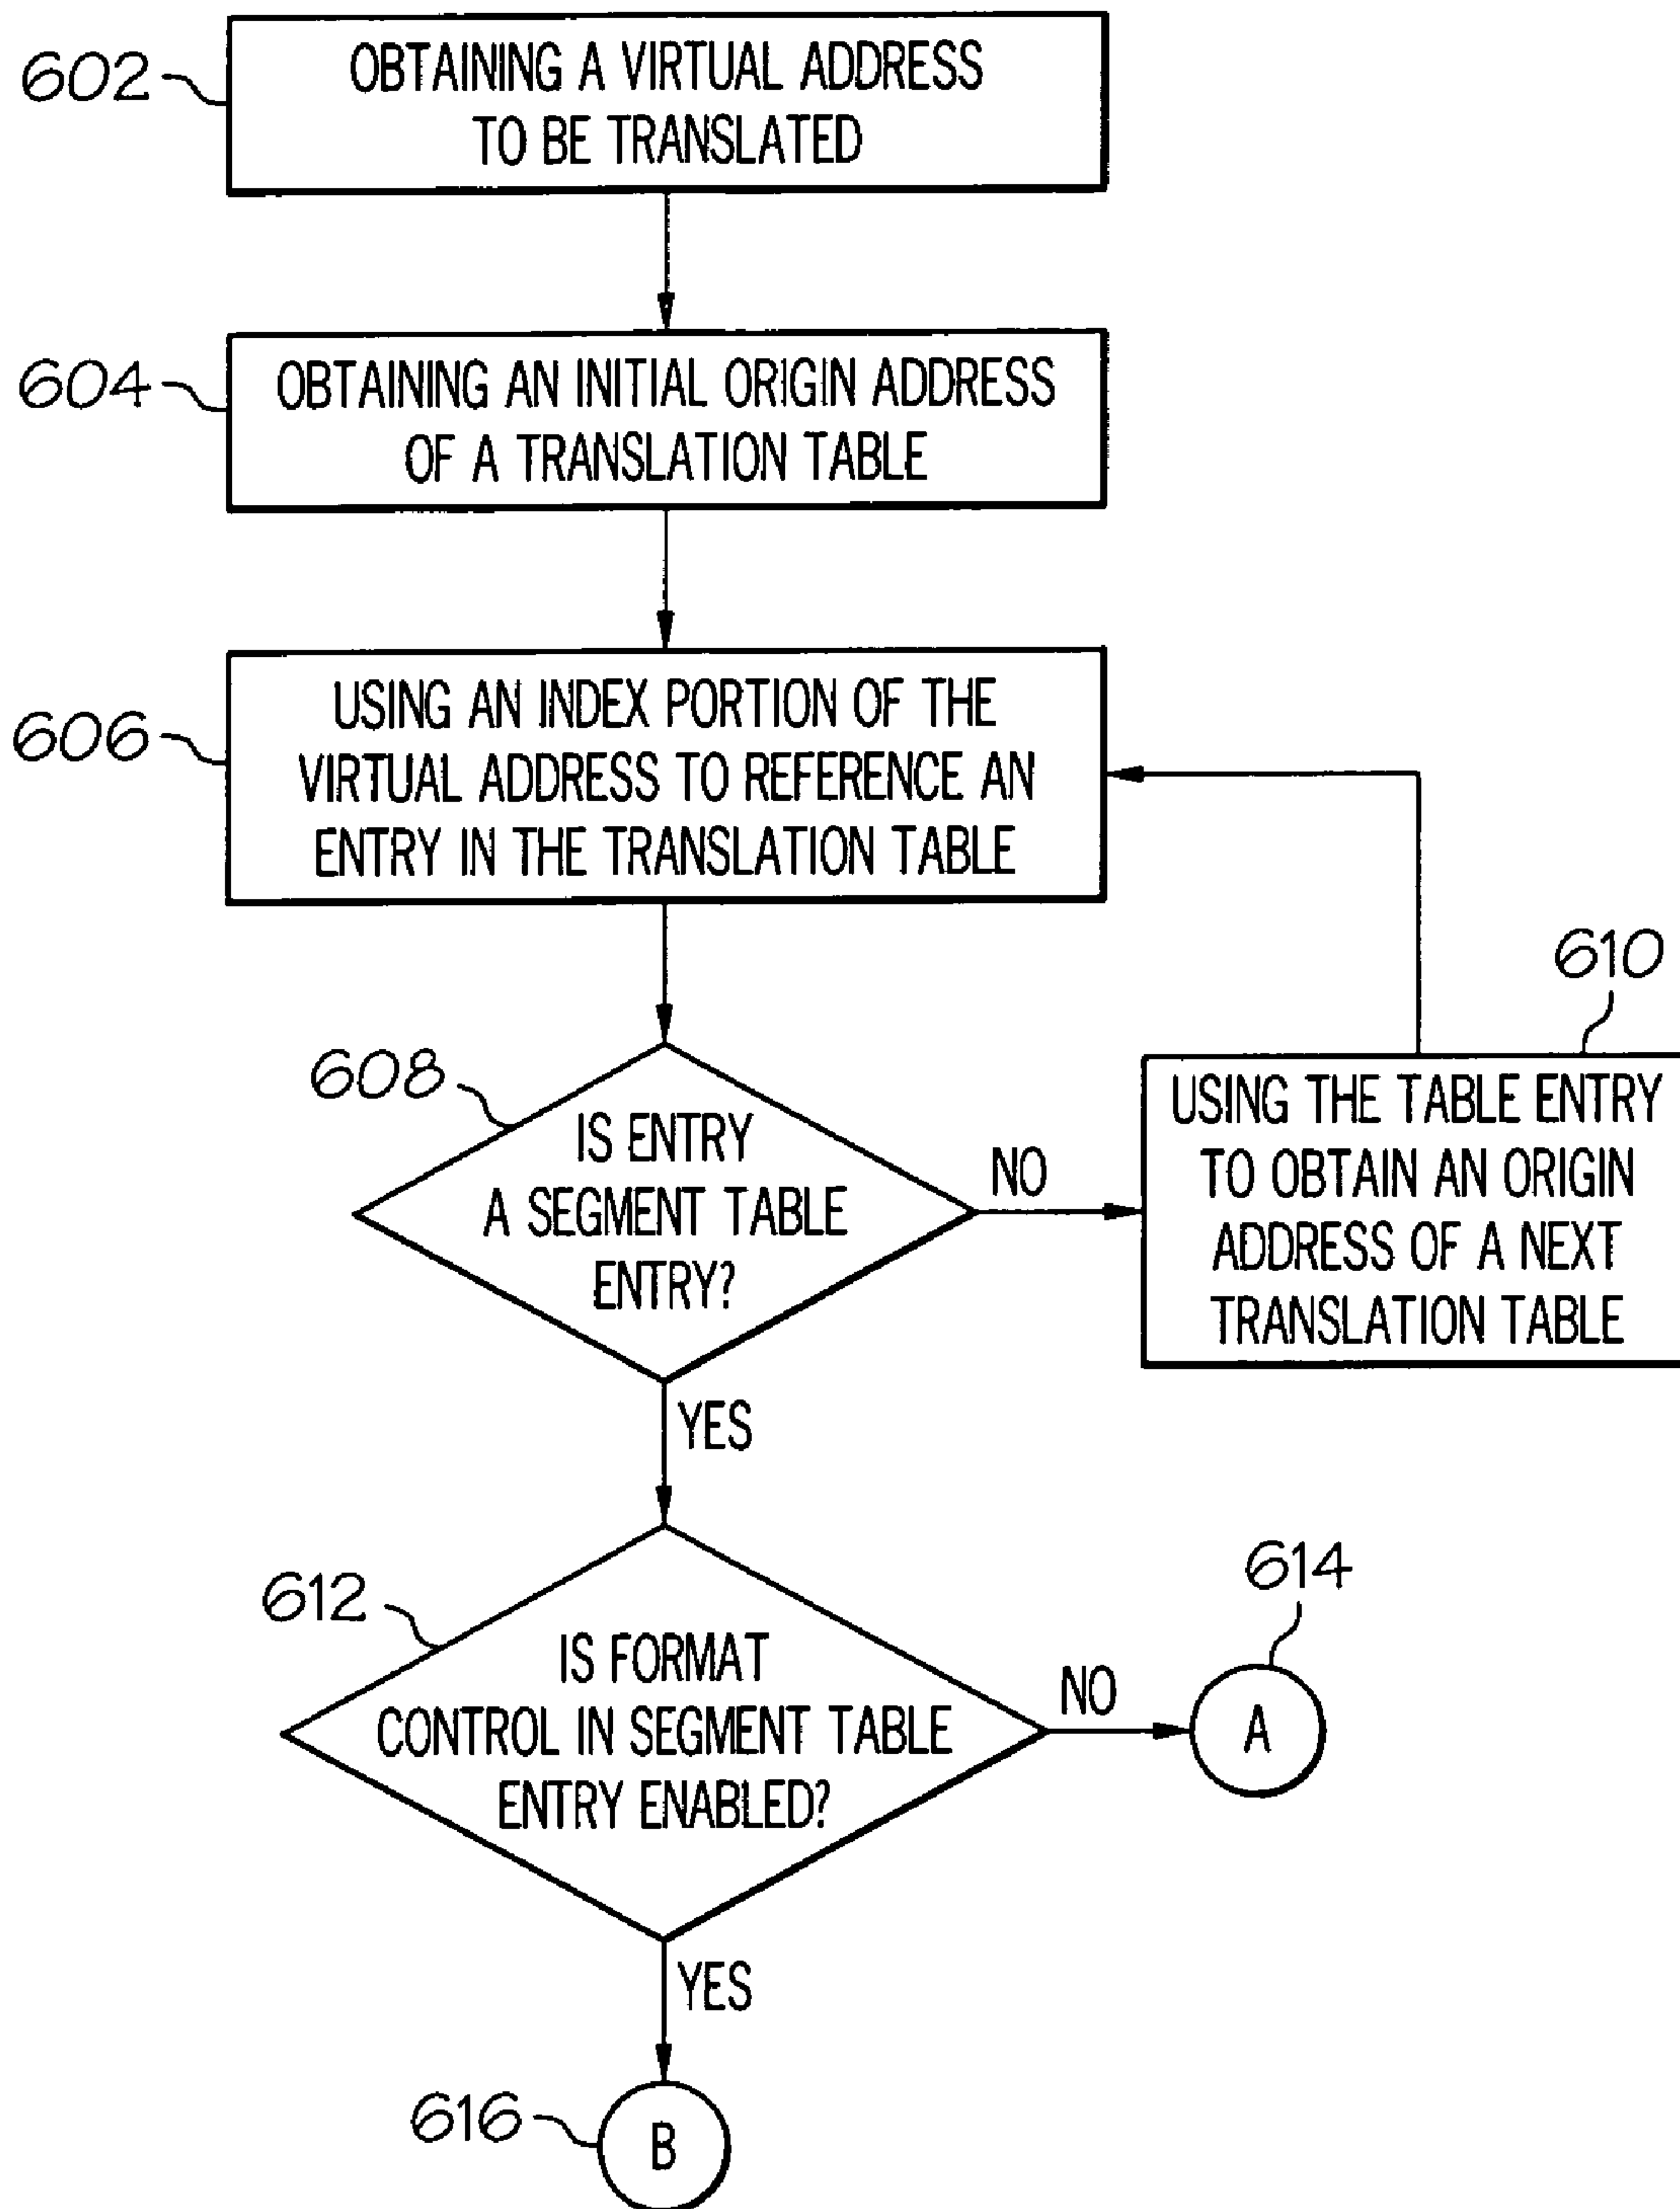 602
OBTAINING A VIRTUAL ADDRESS
TO BE TRANSLATED
604
OBTAINING AN INITIAL ORIGIN ADDRESS
OF A TRANSLATION TABLE
606
USING AN INDEX PORTION OF THE
VIRTUAL ADDRESS TO REFERENCE AN
ENTRY IN THE TRANSLATION TABLE
608
IS ENTRY
A SEGMENT TABLE
ENTRY?
NO
610
USING THE TABLE ENTRY
TO OBTAIN AN ORIGIN
ADDRESS OF A NEXT
TRANSLATION TABLE
YES
612
IS FORMAT
CONTROL IN SEGMENT TABLE
ENTRY ENABLED?
NO
614
A
YES
616
B